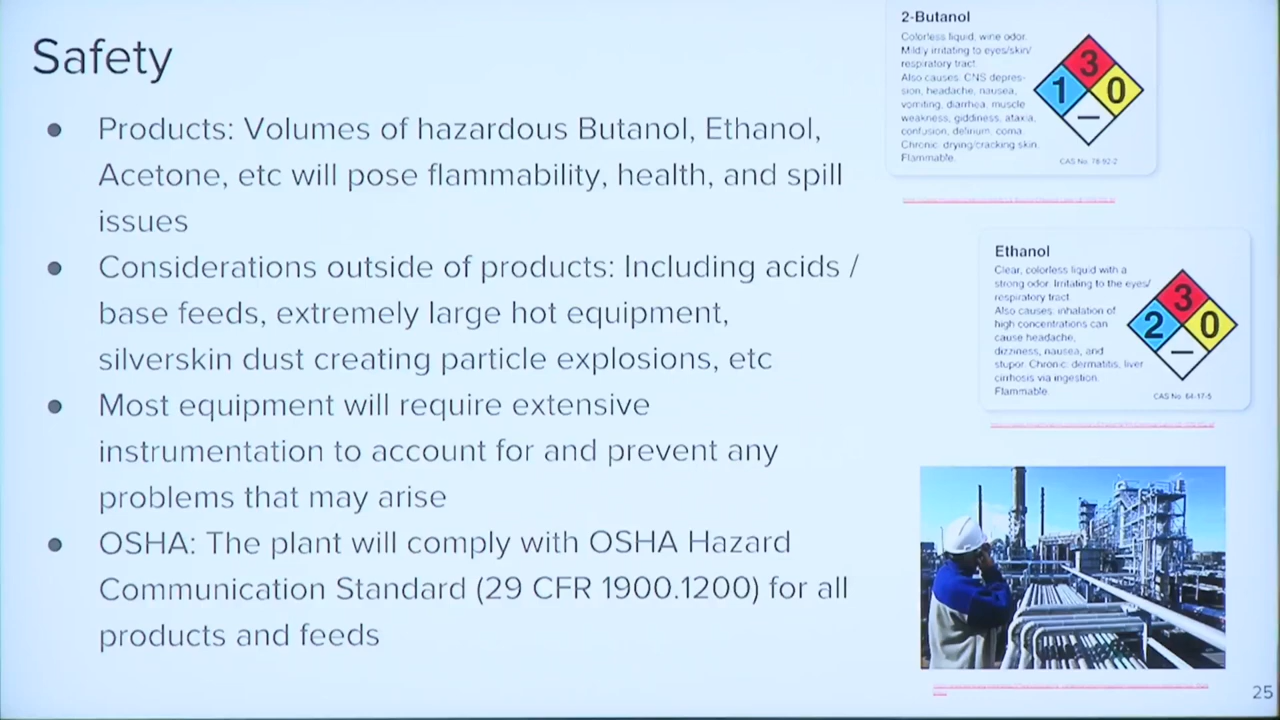 Safety
● Products: Volumes of hazardous Butanol, Ethanol,
Acetone, etc will pose flammability, health, and spill
issues
● Considerations outside of products: Including acids /
base feeds, extremely large hot equipment,
silverskin dust creating particle explosions, etc
● Most equipment will require extensive
instrumentation to account for and prevent any
problems that may arise
● OSHA: The plant will comply with OSHA Hazard
Communication Standard (29 CFR 1900.1200) for all
products and feeds
2-Butanol
Colorless liquid, wine odor.
Mildly irritating to eyes/skin/
respiratory tract.
Also causes: CNS depres-
sion, headache, nausea,
vomiting, diarrhea, muscle
weakness, giddiness, ataxia,
confusion, delirium, coma.
Chronic: drying/cracking skin.
Flammable.
3
1 0
CAS No. 78-92-2
Ethanol
Clear, colorless liquid with a
strong odor. Irritating to the eyes/
respiratory tract.
Also causes: inhalation of
high concentrations can
cause headache,
dizziness, nausea, and
stupor. Chronic: dermatitis, liver
cirrhosis via ingestion.
Flammable.
3
2 0
CAS No. 64-17-5
25